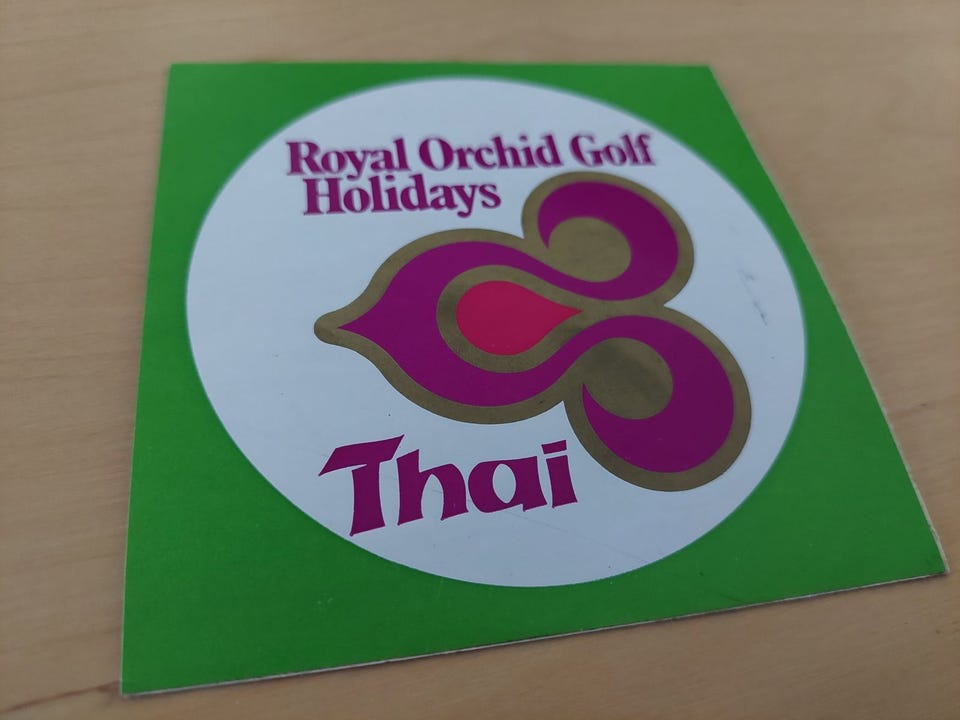 Royal Orchid Golf
Holidays
Thai